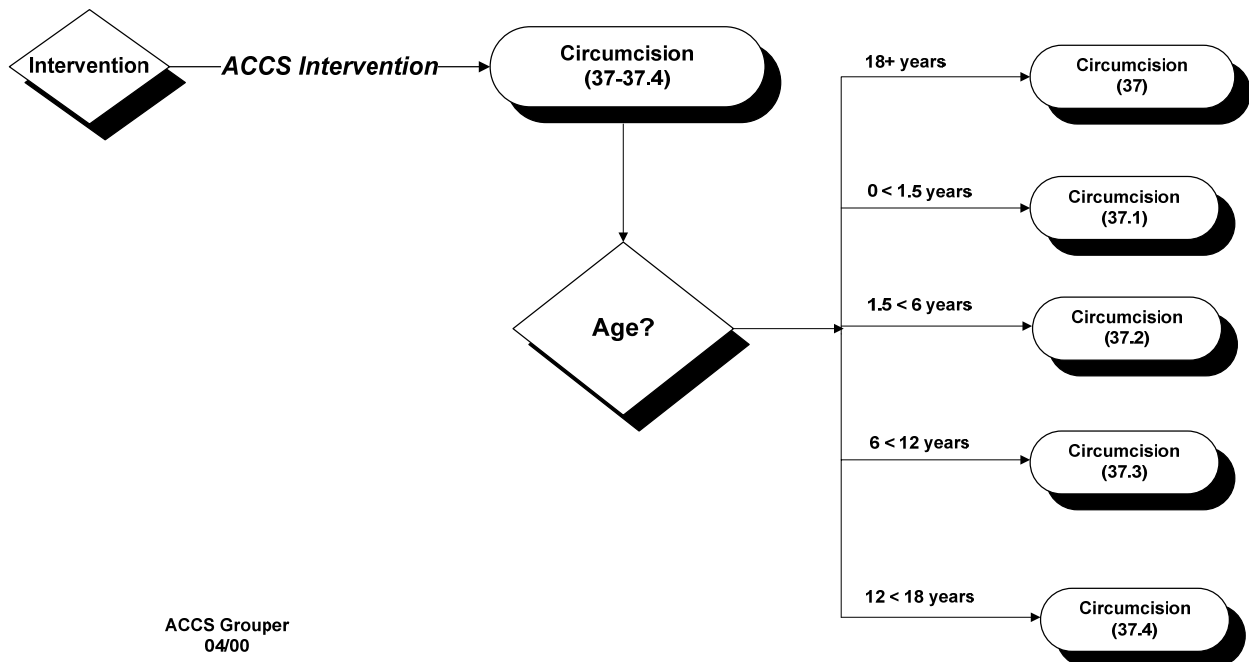 Intervention
ACCS Intervention
Circumcision
(37-37.4)
Age?
18+ years
Circumcision
(37)
0 < 1.5 years
Circumcision
(37.1)
1.5 < 6 years
Circumcision
(37.2)
6 < 12 years
Circumcision
(37.3)
12 < 18 years
Circumcision
(37.4)
ACCS Grouper
04/00